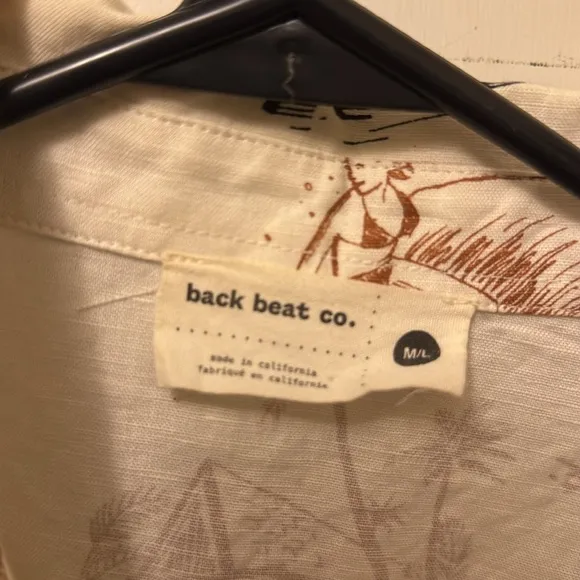 back beat co.
M/L
made in california
fabriqué en californie